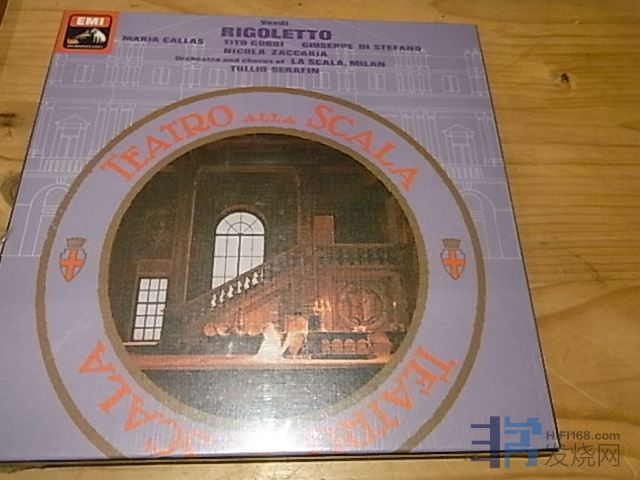 EMI
Verdi
RIGOLETTO
MARIA CALLAS TITO GOBBI GIUSEPPE DI STEFANO
NICOLA ZACCARIA
Orchestra and chorus of LA SCALA, MILAN
TULLIO SERAFIN
TEATRO ALLA SCALA
TEATR
SCALA
HIFI168.com
发烧网